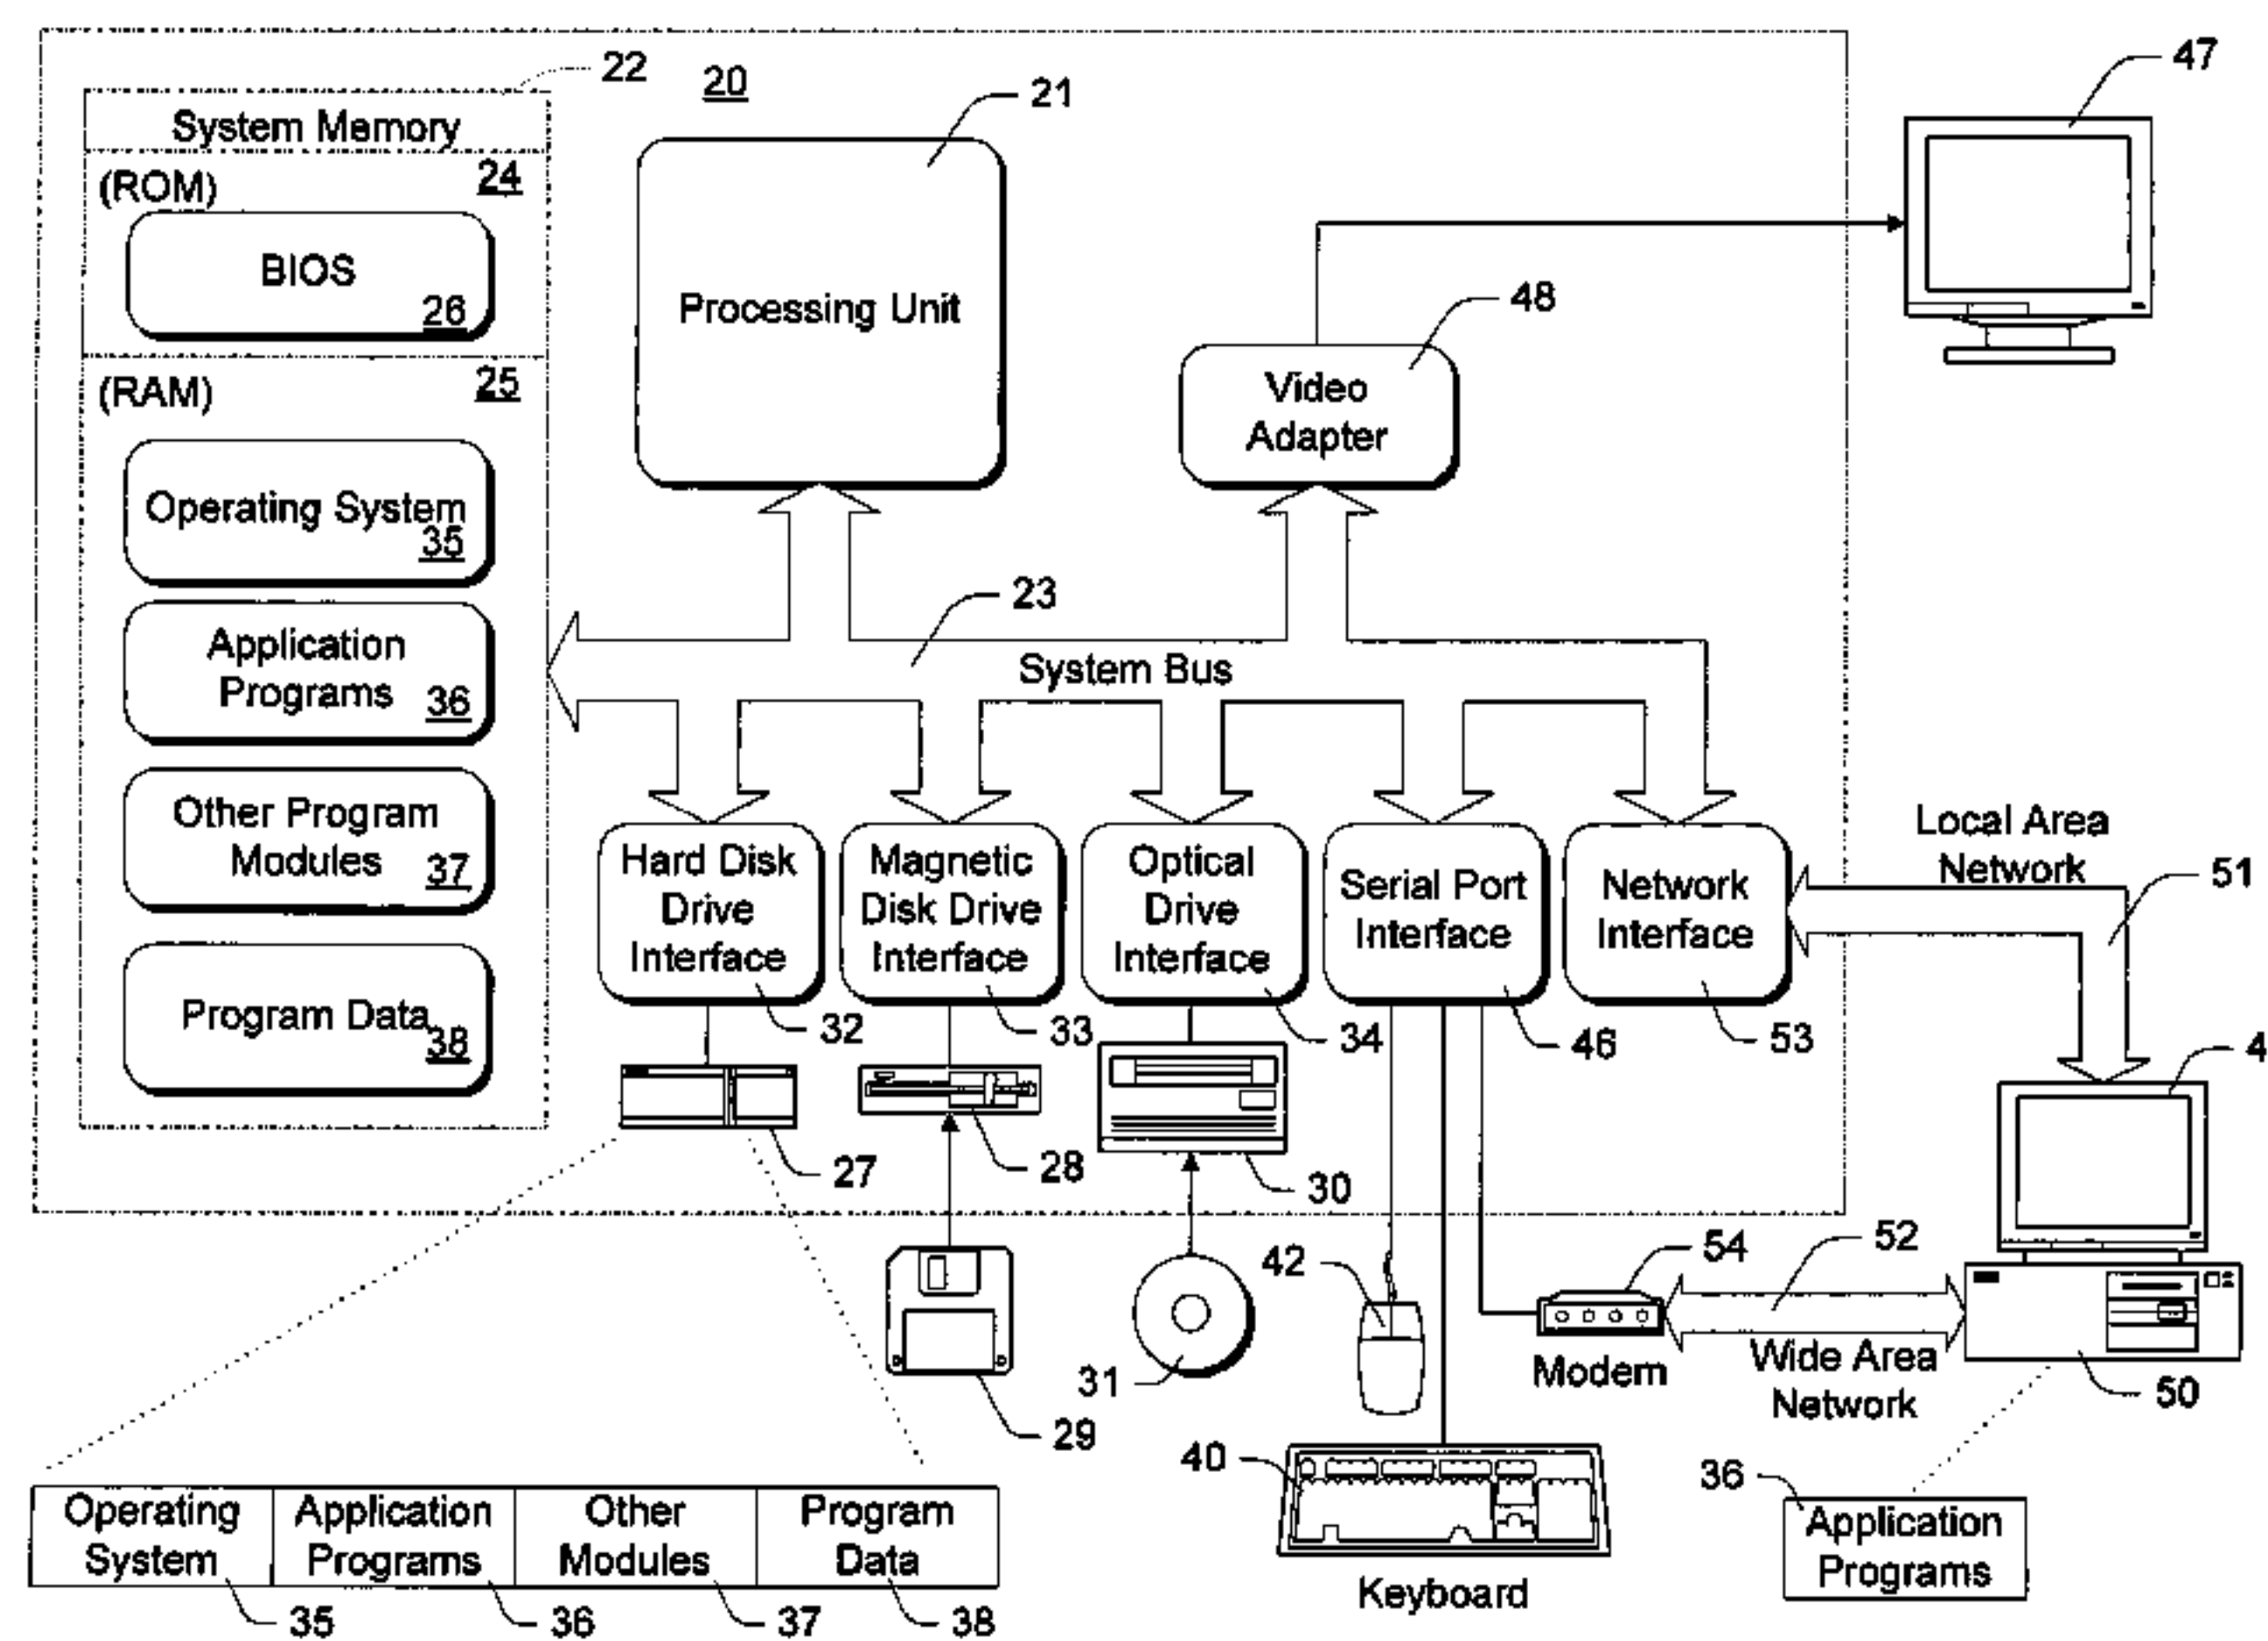 22
20
21
47
System Memory
(ROM)
24
BIOS
26
(RAM)
25
Operating System
35
Application
Programs
36
Other Program
Modules
37
Program Data
38
Processing Unit
48
Video
Adapter
23
System Bus
Hard Disk
Drive
Interface
32
Magnetic
Disk Drive
Interface
33
Optical
Drive
Interface
34
Serial Port
Interface
46
Network
Interface
53
Local Area
Network
51
4
27
28
30
29
31
42
54
52
Modem
Wide Area
Network
50
40
Keyboard
36
Application
Programs
Operating
System
35
Application
Programs
36
Other
Modules
37
Program
Data
38